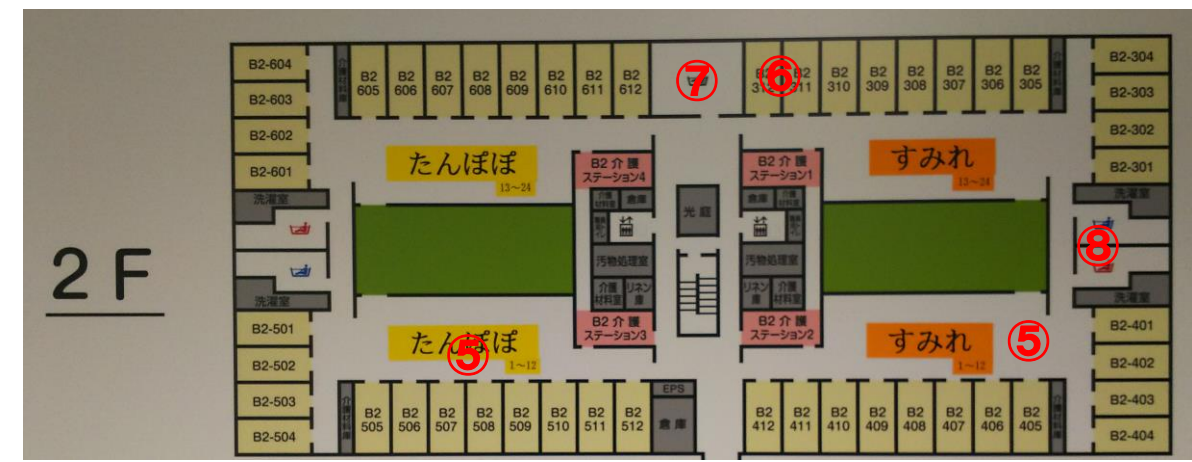 2F
B2-604
B2-603
B2-602
B2-601
洗濯室
介護材料庫
B2 605
B2 606
B2 607
B2 608
B2 609
B2 610
B2 611
B2 612
⑦
⑥
B2 311
B2 310
B2 309
B2 308
B2 307
B2 306
B2 305
介護材料庫
B2-304
B2-303
B2-302
B2-301
洗濯室
たんぽぽ
13～24
B2 介護
ステーション4
介護材料室
倉庫
汚物処理室
介護材料室
リネン庫
B2 介護
ステーション3
光庭
B2 介護
ステーション1
倉庫
介護材料室
汚物処理室
リネン庫
介護材料室
B2 介護
ステーション2
すみれ
13～24
⑧
洗濯室
B2-501
B2-502
B2-503
B2-504
たんぽぽ
⑤
1～12
介護材料庫
B2 505
B2 506
B2 507
B2 508
B2 509
B2 510
B2 511
B2 512
EPS
倉庫
すみれ
1～12
⑤
B2 412
B2 411
B2 410
B2 409
B2 408
B2 407
B2 406
B2 405
介護材料庫
洗濯室
B2-401
B2-402
B2-403
B2-404